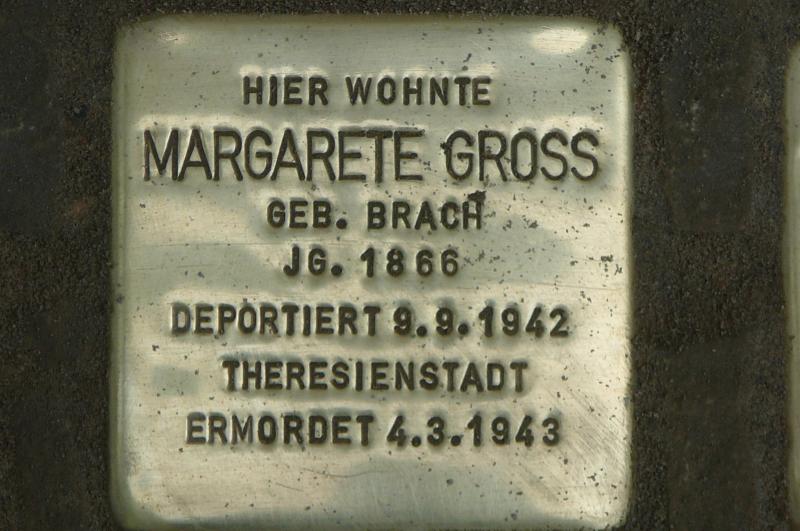 HIER WOHNTE
MARGARETE GROSS
GEB. BRACH
JG. 1866
DEPORTIERT 9.9.1942
THERESIENSTADT
ERMORDET 4.3.1943